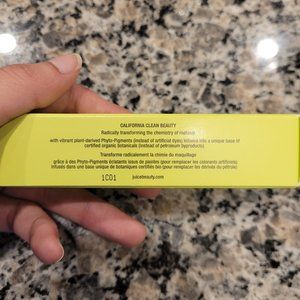 CALIFORNIA CLEAN BEAUTY
Radically transforming the chemistry of makeup
with vibrant plant-derived Phyto-Pigments (instead of artificial dyes) infused into a unique base of
certified organic botanicals (instead of petroleum byproducts)
Transforme radicalement la chimie du maquillage
grâce à des Phyto-Pigments éclatants issus de plantes (pour remplacer les colorants artificiels)
infusés dans une base unique de botaniques certifiés bio (pour remplacer les dérivés du pétrole)
1C01
juicebeauty.com